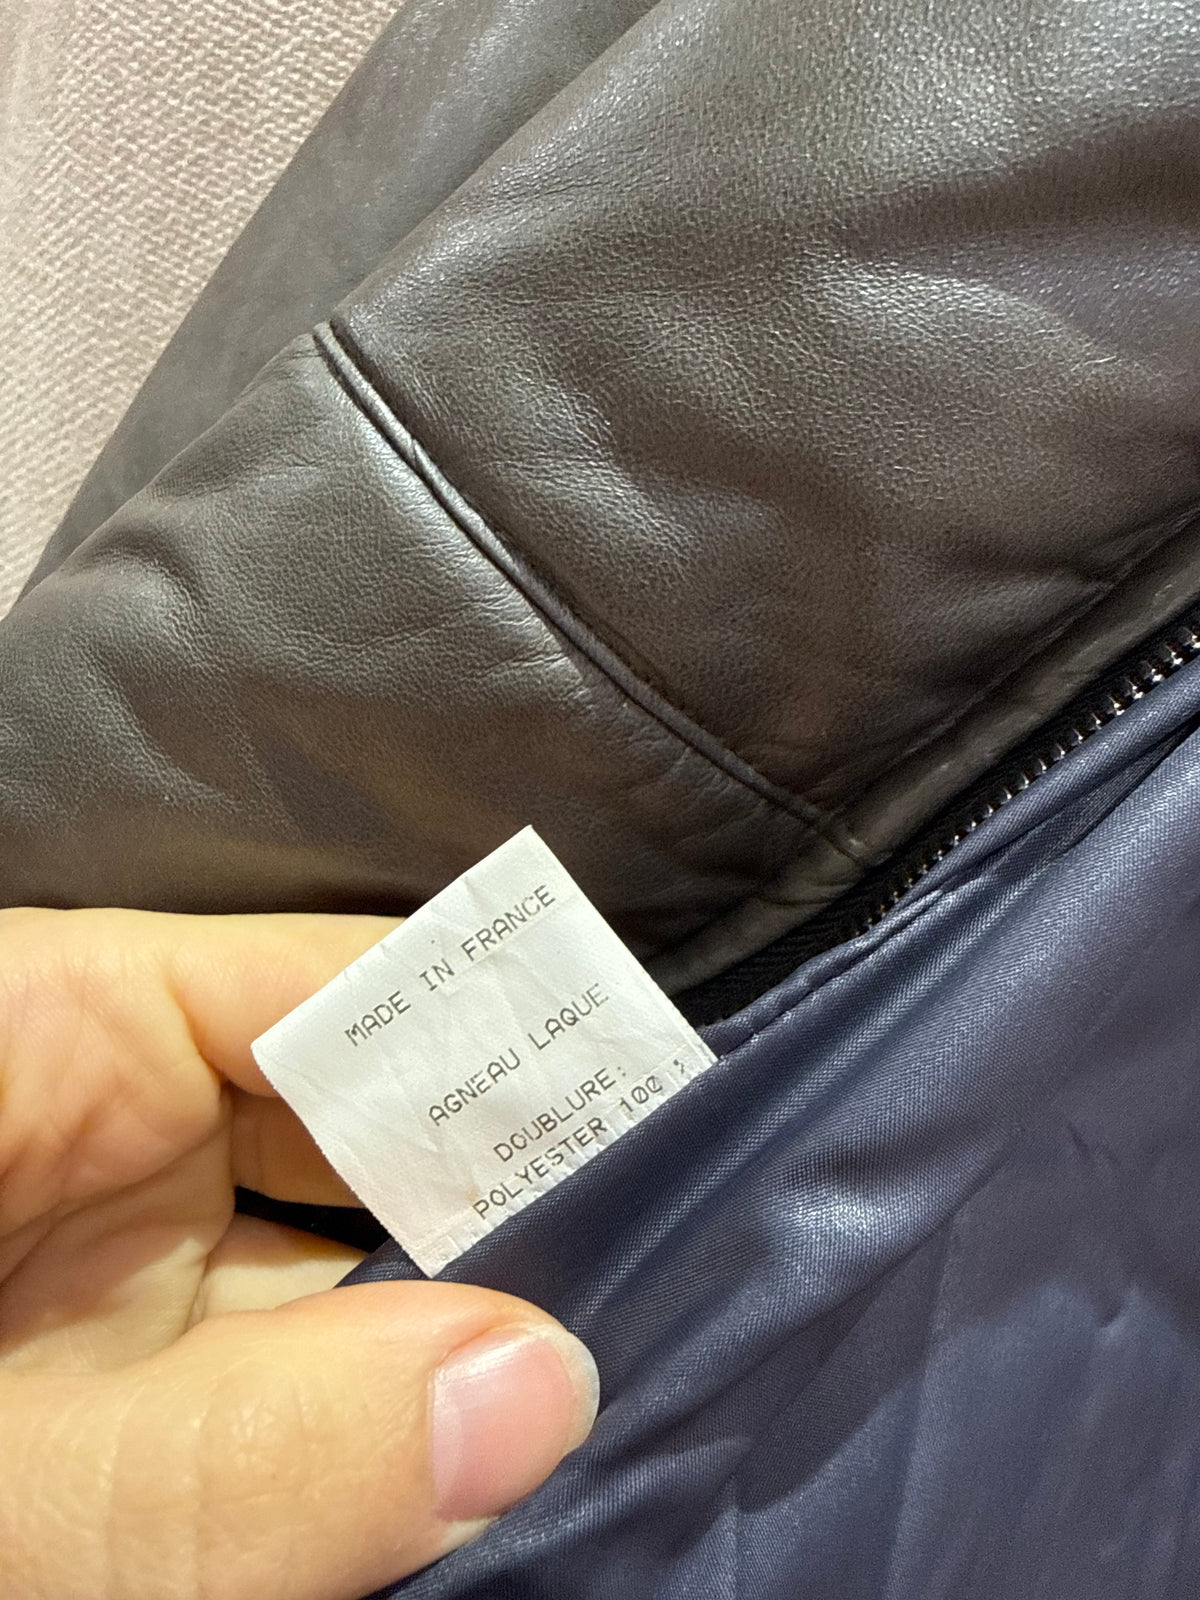 MADE IN FRANCE
AGNEAU LAQUE
DOUBLURE:
POLYESTER 100 %